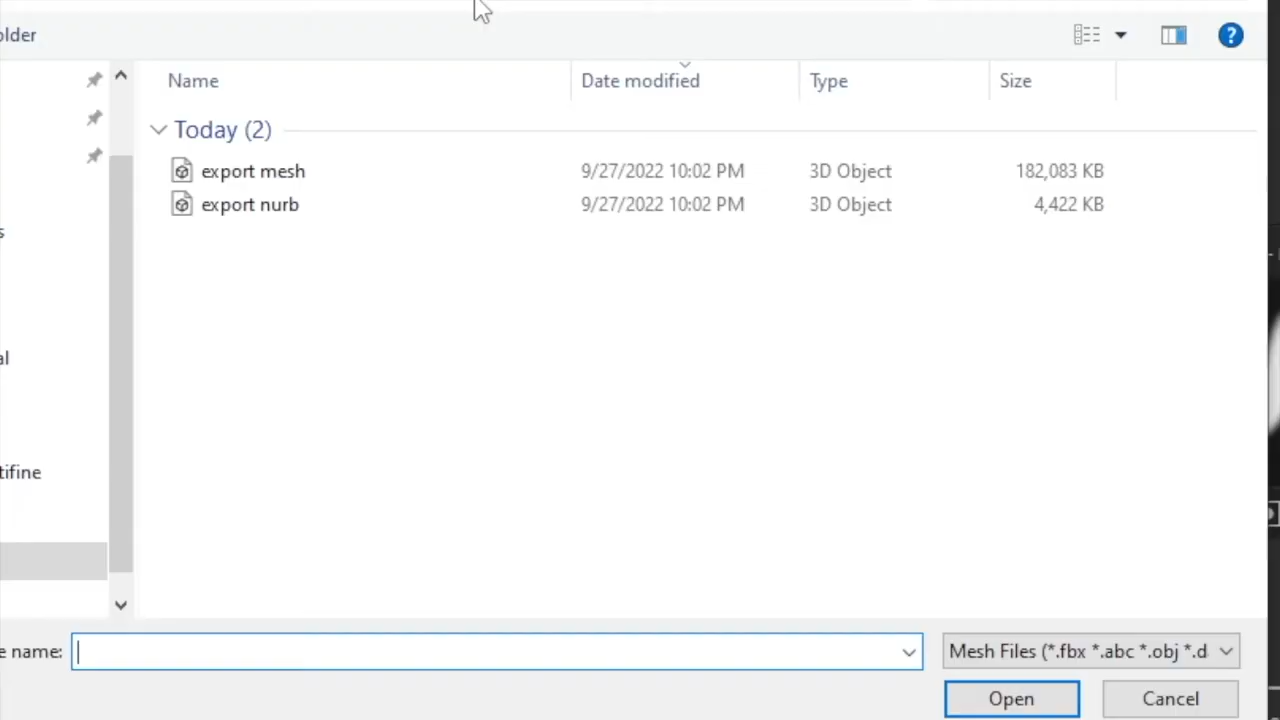 older
Name Date modified Type Size
Today (2)
export mesh 9/27/2022 10:02 PM 3D Object 182,083 KB
export nurb 9/27/2022 10:02 PM 3D Object 4,422 KB
s
al
tifine
e name: Mesh Files (*.fbx *.abc *.obj *.d
Open Cancel